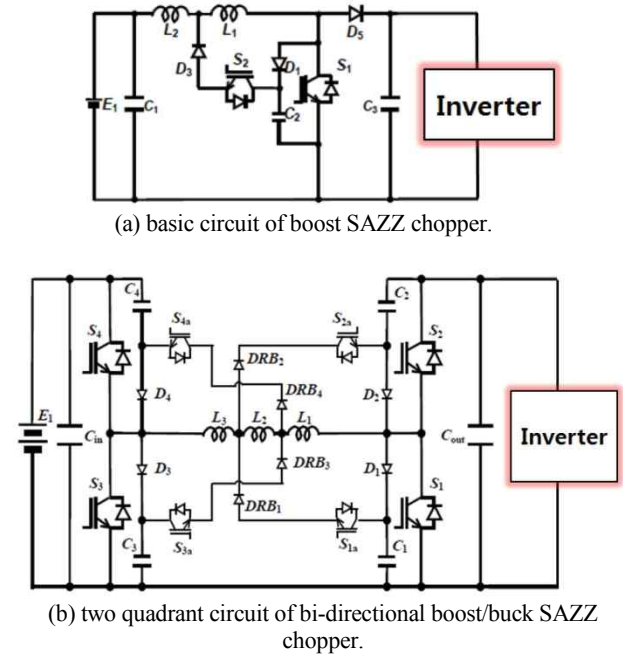 L2 L1 D5
D3 S2 D1 S1
E1 C1 C2 C3 Inverter
(a) basic circuit of boost SAZZ chopper.
C4 C2
S4 S4a S2a S2
DRB2
D4 DRB4 D2
E1 Cin L3 L2 L1 Cout Inverter
D3 DRB3 D1
S3 DRB1 S1
C3 S3a S1a C1
(b) two quadrant circuit of bi-directional boost/buck SAZZ
chopper.